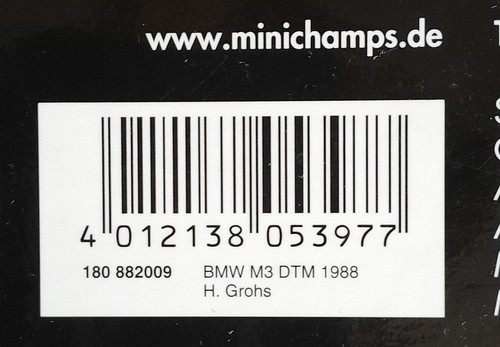 www.minichamps.de
4 012138 053977
180 882009 BMW M3 DTM 1988
H. Grohs